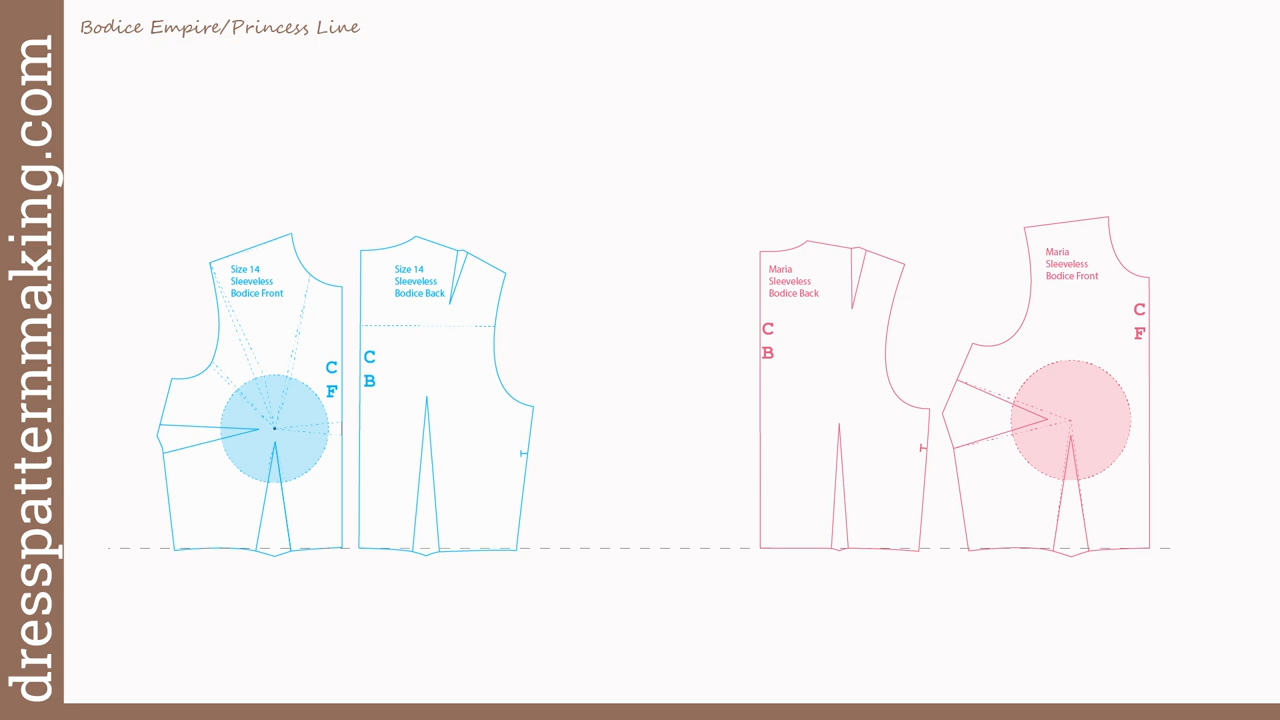 dresspatternmaking.com
Bodice Empire/Princess Line
Size 14
Sleeveless
Bodice Front
C
F
Size 14
Sleeveless
Bodice Back
C
B
Maria
Sleeveless
Bodice Back
C
B
Maria
Sleeveless
Bodice Front
C
F